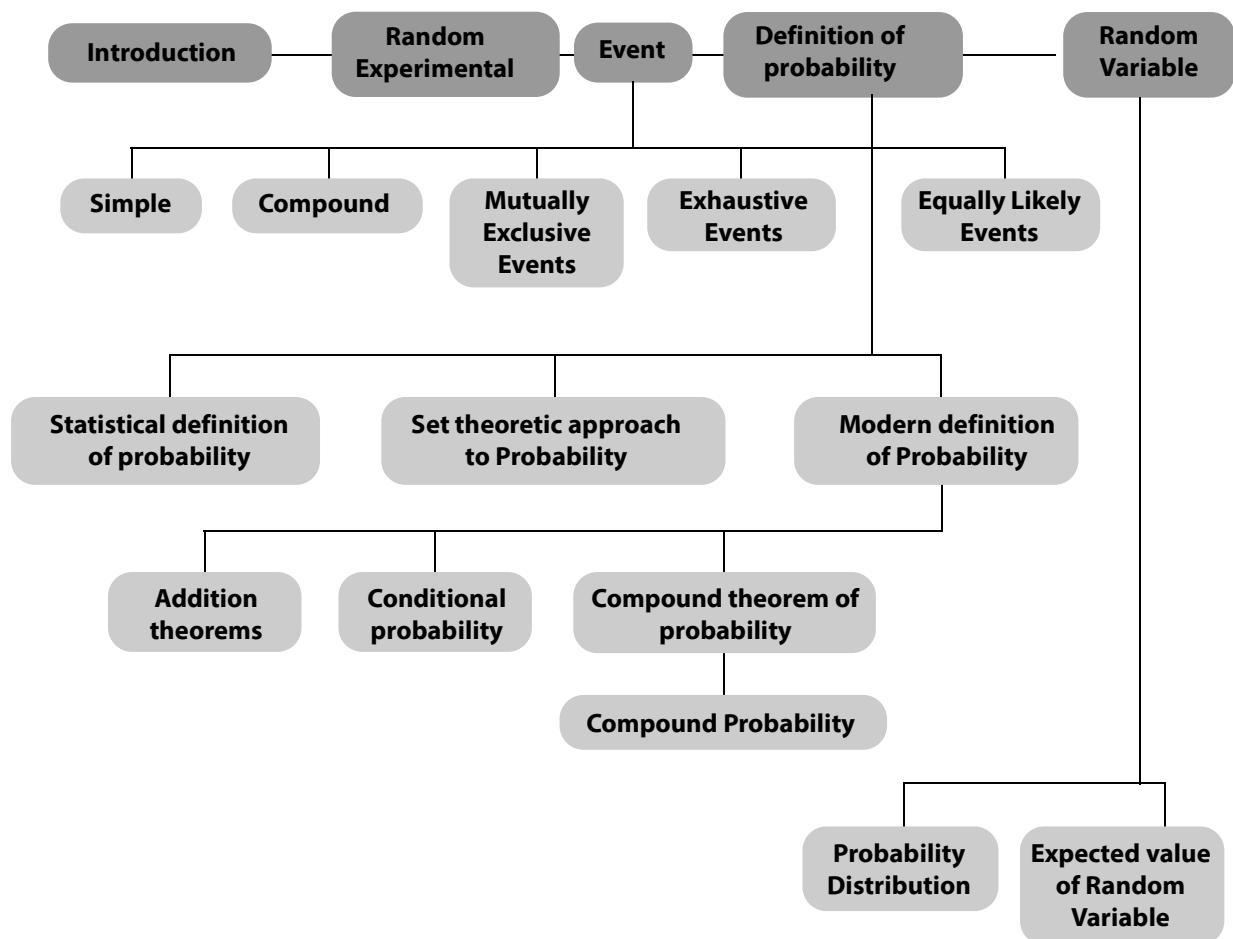 Introduction
Random
Experimental
Event
Definition of
probability
Random
Variable
Simple
Compound
Mutually
Exclusive
Events
Exhaustive
Events
Equally Likely
Events
Statistical definition
of probability
Set theoretic approach
to Probability
Modern definition
of Probability
Addition
theorems
Conditional
probability
Compound theorem of
probability
Compound Probability
Probability
Distribution
Expected value
of Random
Variable